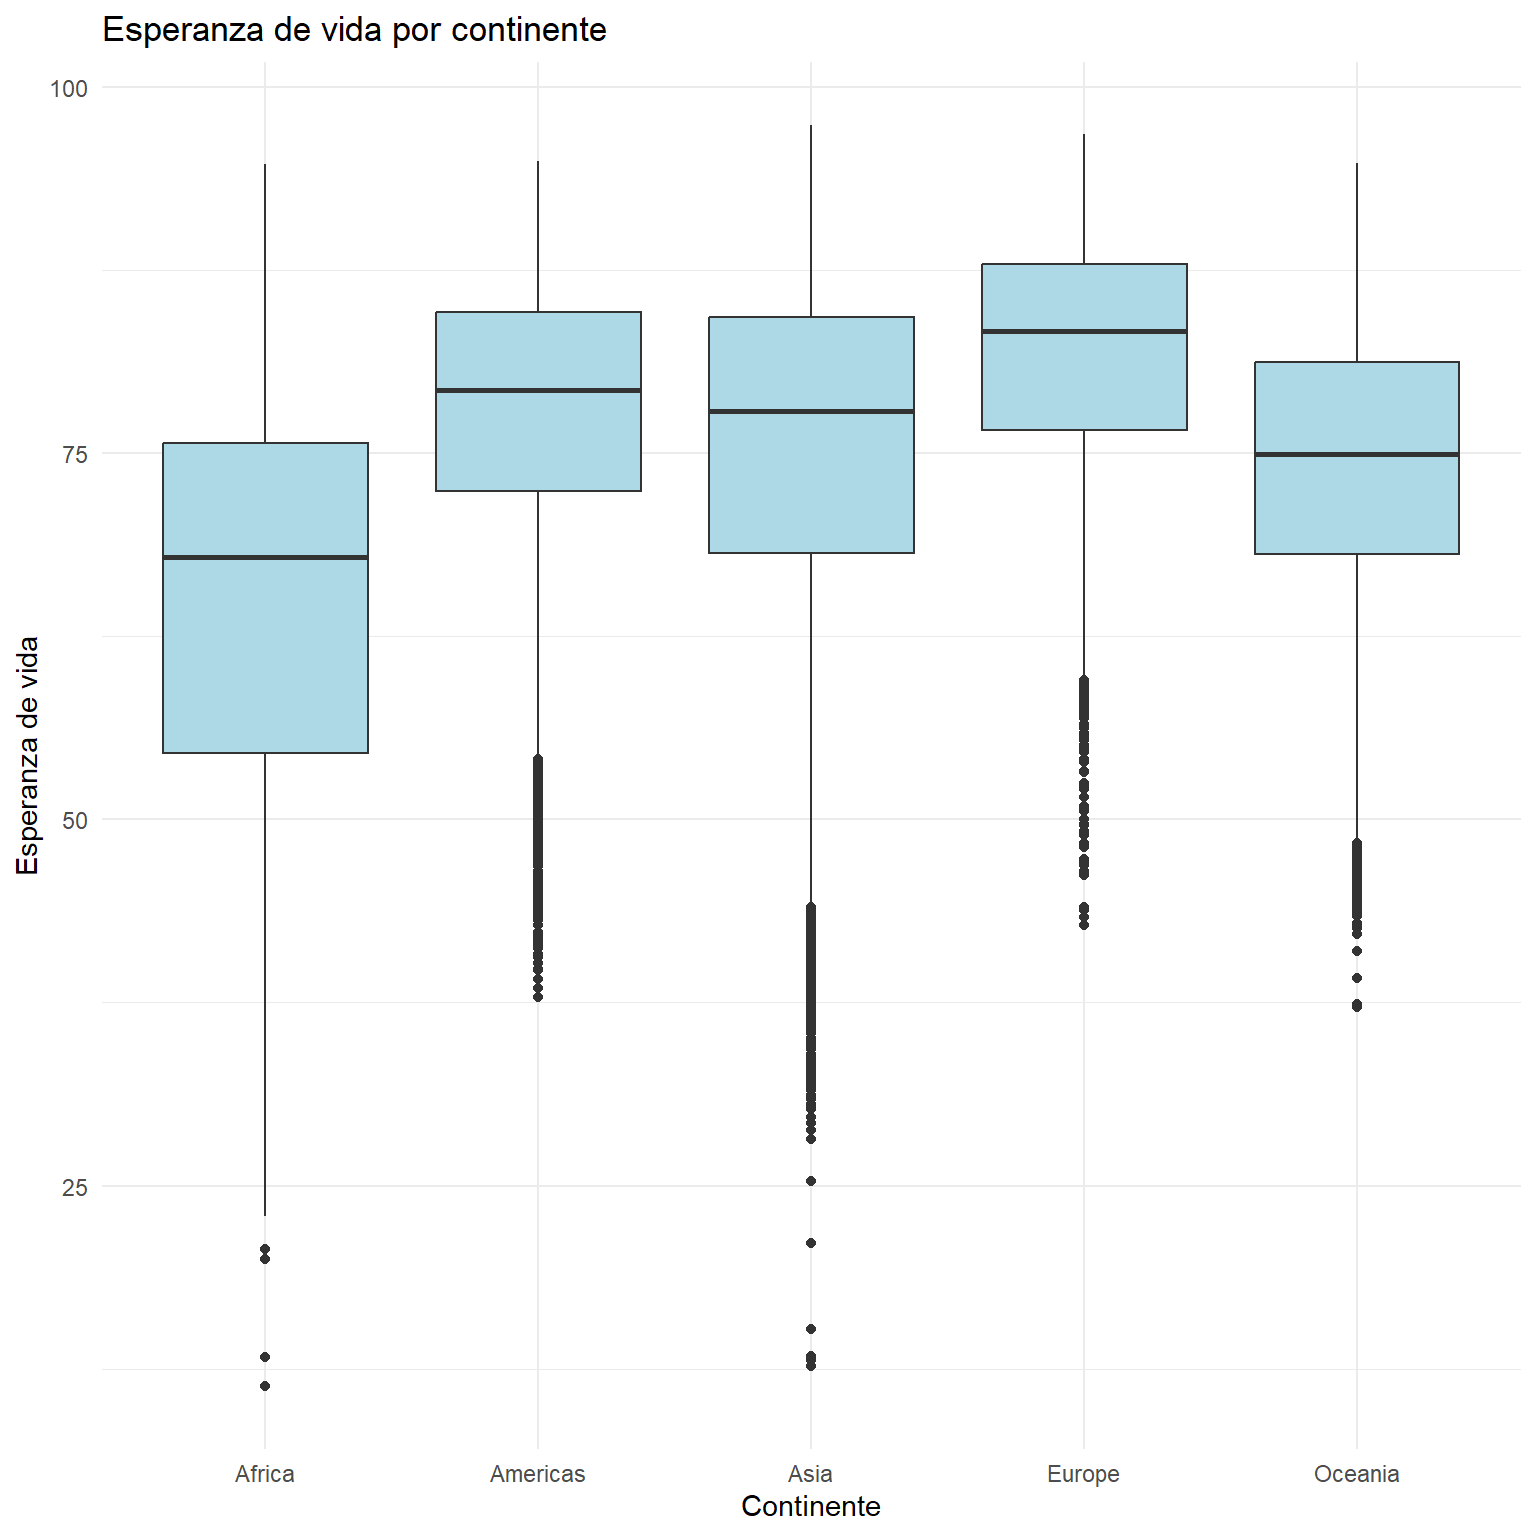 Esperanza de vida por continente
100
75
50
25
Esperanza de vida
Africa Americas Asia Europe Oceania
Continente